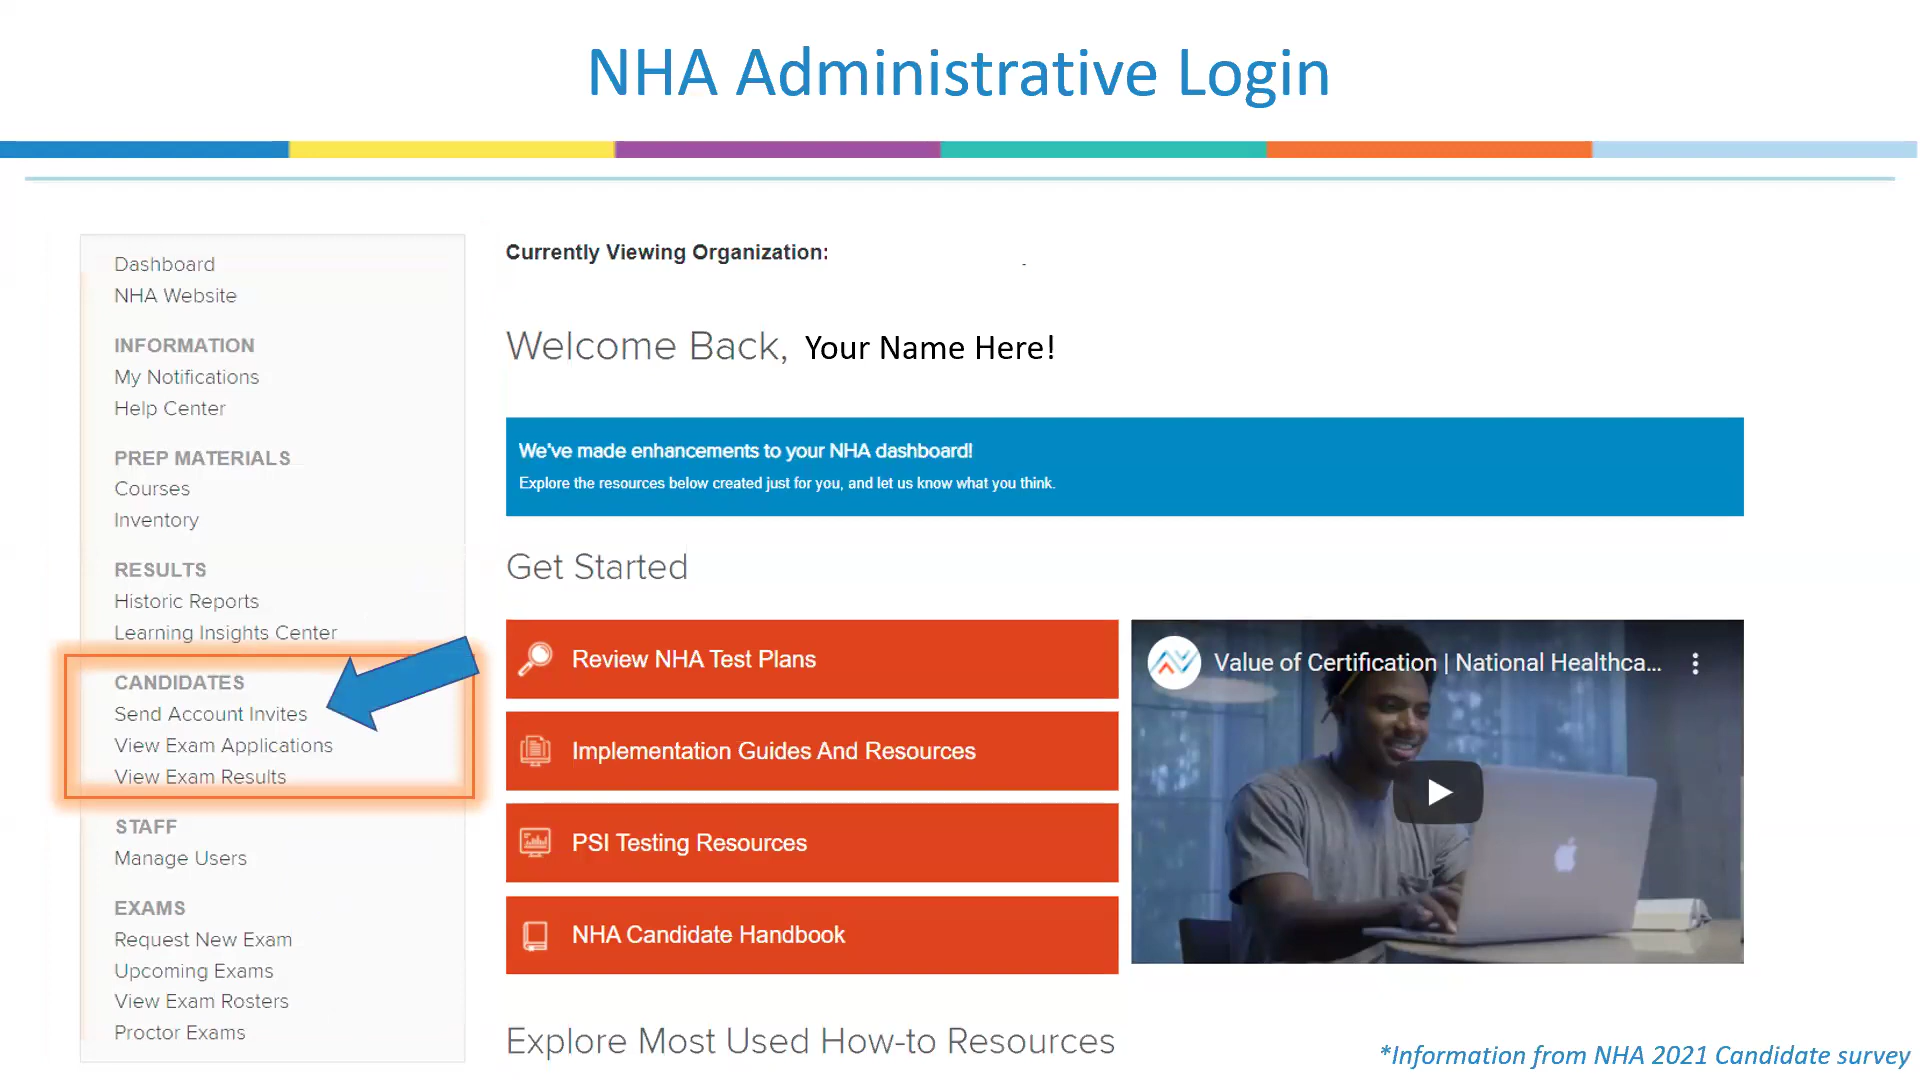 NHA Administrative Login
Dashboard
NHA Website
INFORMATION
My Notifications
Help Center
PREP MATERIALS
Courses
Inventory
RESULTS
Historic Reports
Learning Insights Center
CANDIDATES
Send Account Invites
View Exam Applications
View Exam Results
STAFF
Manage Users
EXAMS
Request New Exam
Upcoming Exams
View Exam Rosters
Proctor Exams
Currently Viewing Organization:
Welcome Back, Your Name Here!
We've made enhancements to your NHA dashboard!
Explore the resources below created just for you, and let us know what you think.
Get Started
Review NHA Test Plans
Implementation Guides And Resources
PSI Testing Resources
NHA Candidate Handbook
Value of Certification | National Healthca...
Explore Most Used How-to Resources
*Information from NHA 2021 Candidate survey